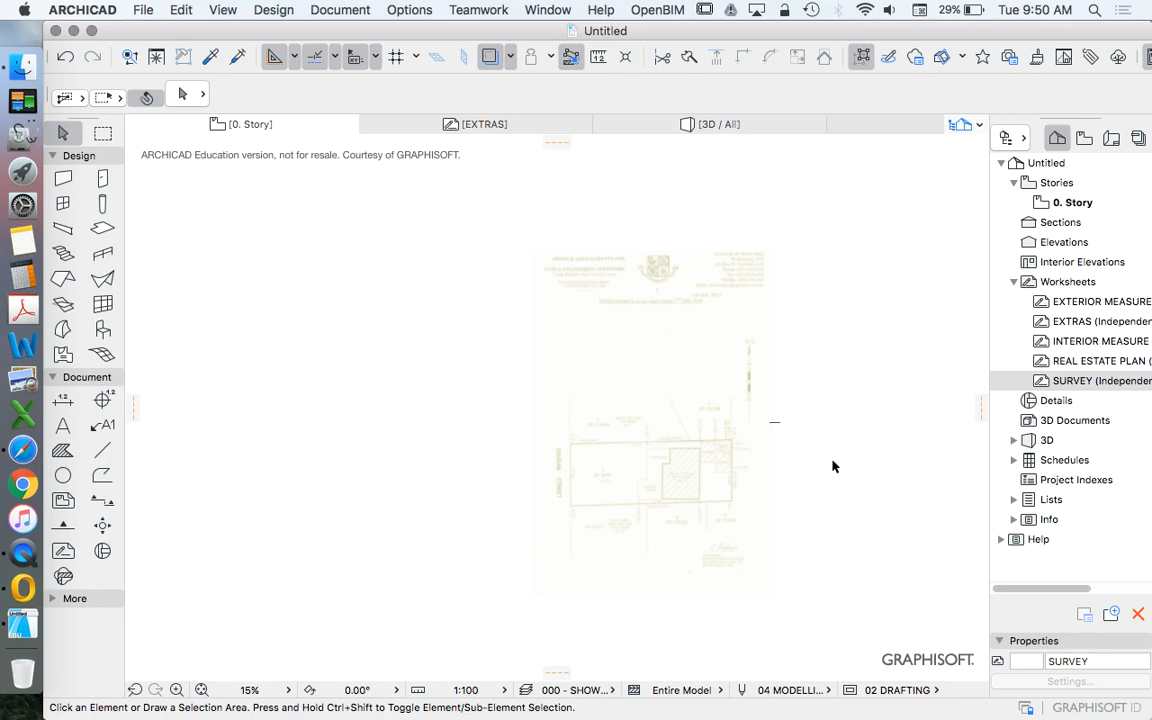 ARCHICAD File Edit View Design Document Options Teamwork Window Help OpenBIM 29% Tue 9:50 AM
Untitled
[0. Story] [EXTRAS] [3D / All]
ARCHICAD Education version, not for resale. Courtesy of GRAPHISOFT.
Design
Document
More
Untitled
Stories
0. Story
Sections
Elevations
Interior Elevations
Worksheets
EXTERIOR MEASURE
EXTRAS (Independen
INTERIOR MEASURE
REAL ESTATE PLAN (
SURVEY (Independen
Details
3D Documents
3D
Schedules
Project Indexes
Lists
Info
Help
Properties
SURVEY
Settings...
GRAPHISOFT.
15% 0.00° 1:100 000 - SHOW... Entire Model 04 MODELLI... 02 DRAFTING
Click an Element or Draw a Selection Area. Press and Hold Ctrl+Shift to Toggle Element/Sub-Element Selection.
GRAPHISOFT ID